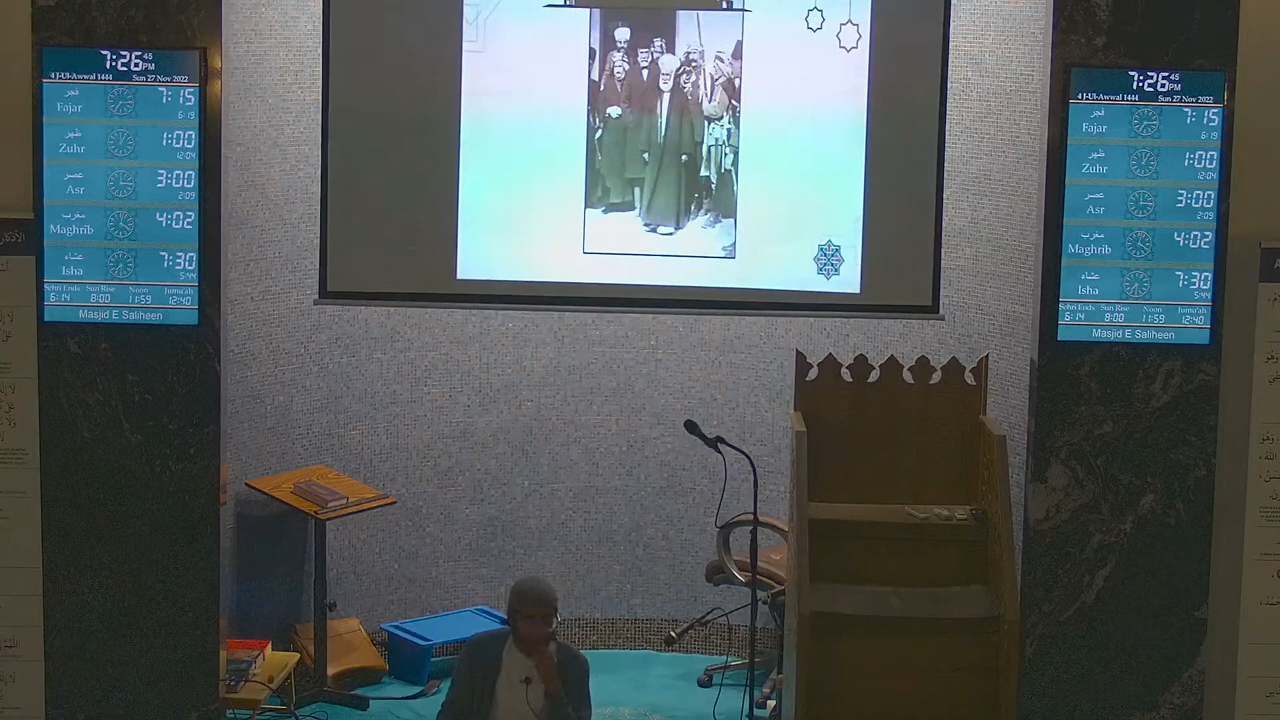 7:26 45 PM
4 J-Ul-Awwal 1444 Sun 27 Nov 2022
فجر
Fajar 7:15
6:19
ظهر
Zuhr 1:00
12:04
عصر
Asr 3:00
2:09
مغرب
Maghrib 4:02
عشاء
Isha 7:30
5:44
Sehri Ends Sun Rise Noon Juma'ah
6:14 8:00 11:59 12:40
Masjid E Saliheen
7:26 45 PM
4 J-Ul-Awwal 1444 Sun 27 Nov 2022
فجر
Fajar 7:15
6:19
ظهر
Zuhr 1:00
12:04
عصر
Asr 3:00
2:09
مغرب
Maghrib 4:02
عشاء
Isha 7:30
5:44
Sehri Ends Sun Rise Noon Juma'ah
6:14 8:00 11:59 12:40
Masjid E Saliheen